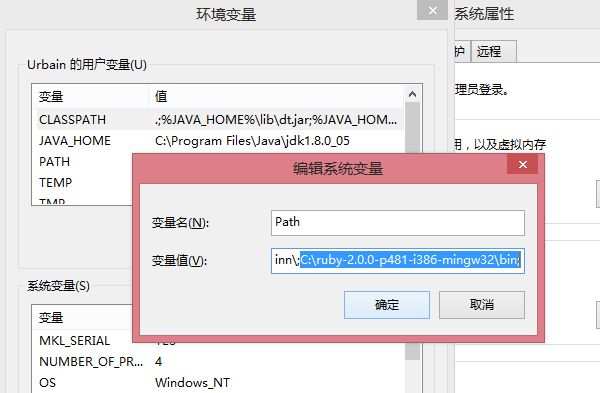 环境变量
系统属性
Urbain 的用户变量(U)
远程
变量 值
CLASSPATH .;%JAVA_HOME%\lib\dt.jar;%JAVA_HOM...
理员登录。
JAVA_HOME C:\Program Files\Java\jdk1.8.0_05
用，以及虚拟内存
PATH
TEMP
编辑系统变量
变量名(N): Path
变量值(V): inn\;C:\ruby-2.0.0-p481-i386-mingw32\bin;
确定 取消
系统变量(S)
变量
MKL_SERIAL
NUMBER_OF_PR... 4
OS Windows_NT